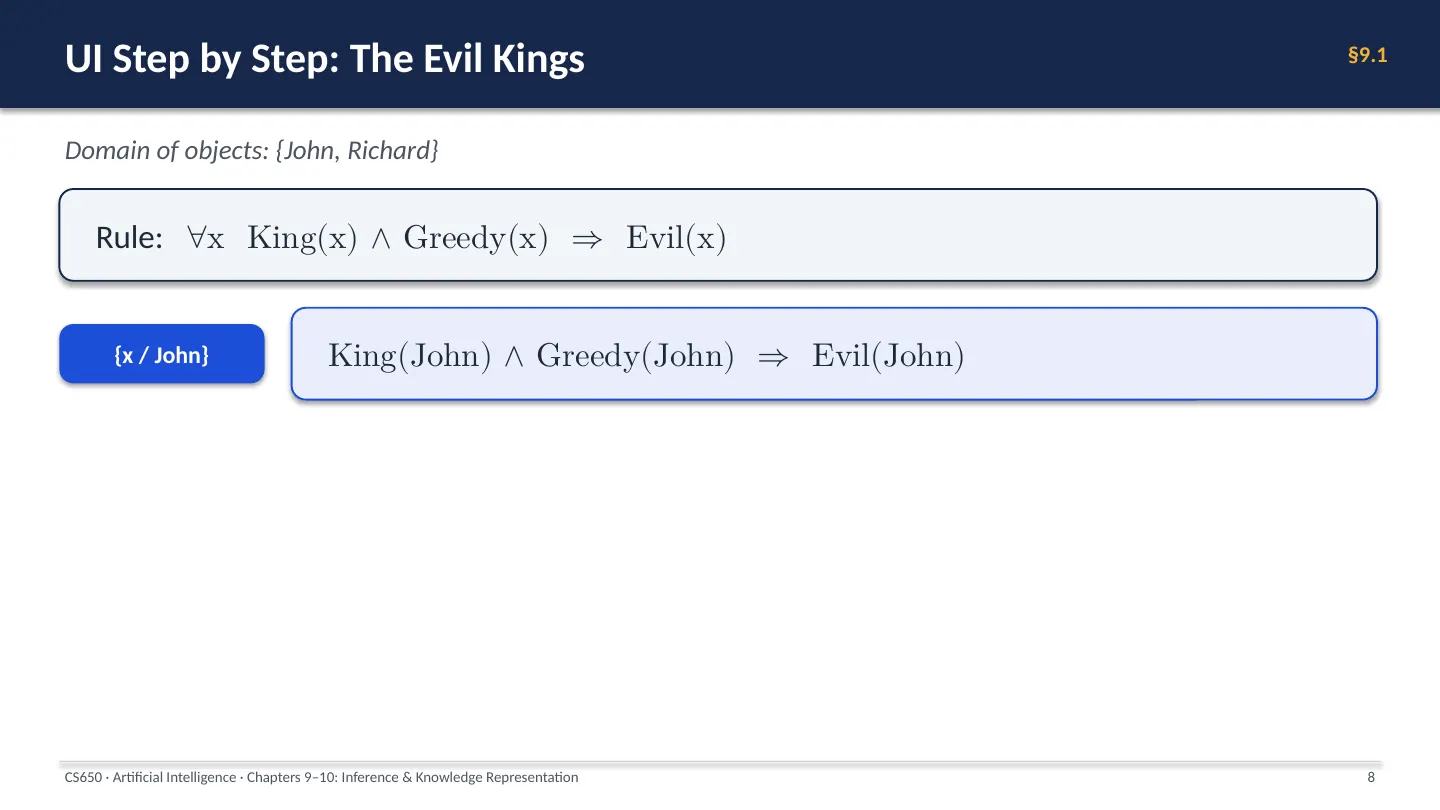 UI Step by Step: The Evil Kings
§9.1
Domain of objects: {John, Richard}
Rule: ∀x King(x) ∧ Greedy(x) ⇒ Evil(x)
{x / John}
King(John) ∧ Greedy(John) ⇒ Evil(John)
CS650 · Artificial Intelligence · Chapters 9–10: Inference & Knowledge Representation
8